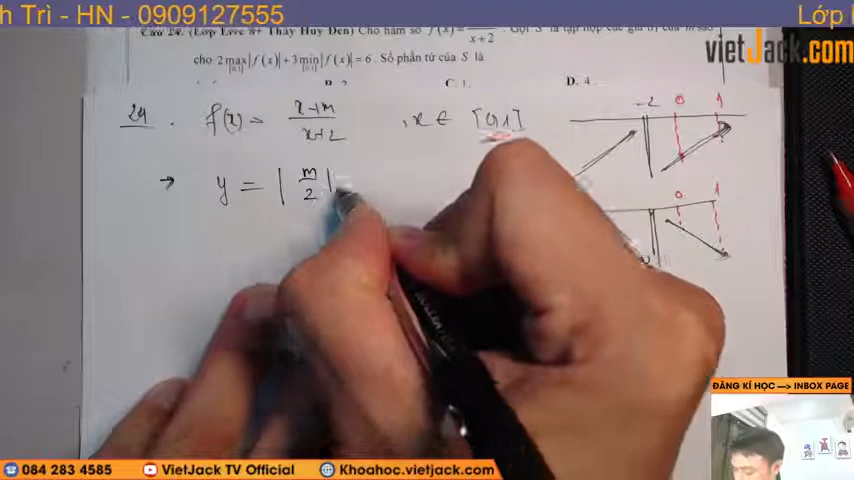 h Trì - HN - 0909127555
Lớp
Câu 24. (Lớp Live 8+ Thầy Huy Đen) Cho hàm số f(x) = . Gọi S là tập hợp các giá trị của m sao
x+2
cho 2 max |f(x)| + 3 min |f(x)| = 6 . Số phần tử của S là
[0;1] [0;1]
C. 1. D. 4.
vietJack.com
24 . f(x) = x+m / x+2 , x ∈ [0,1]
-2 0 1
→ y = | m/2 |
0 1
ĐĂNG KÍ HỌC --> INBOX PAGE
084 283 4585 VietJack TV Official Khoahoc.vietjack.com